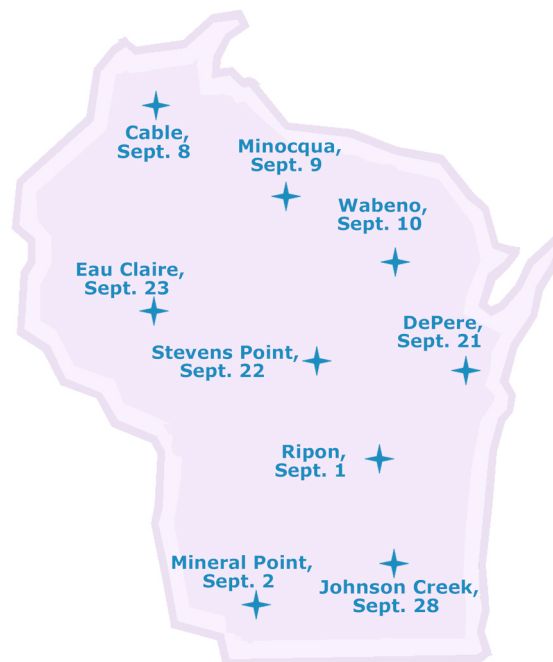 Cable,
Sept. 8
Minocqua,
Sept. 9
Wabeno,
Sept. 10
Eau Claire,
Sept. 23
DePere,
Sept. 21
Stevens Point,
Sept. 22
Ripon,
Sept. 1
Mineral Point,
Sept. 2
Johnson Creek,
Sept. 28